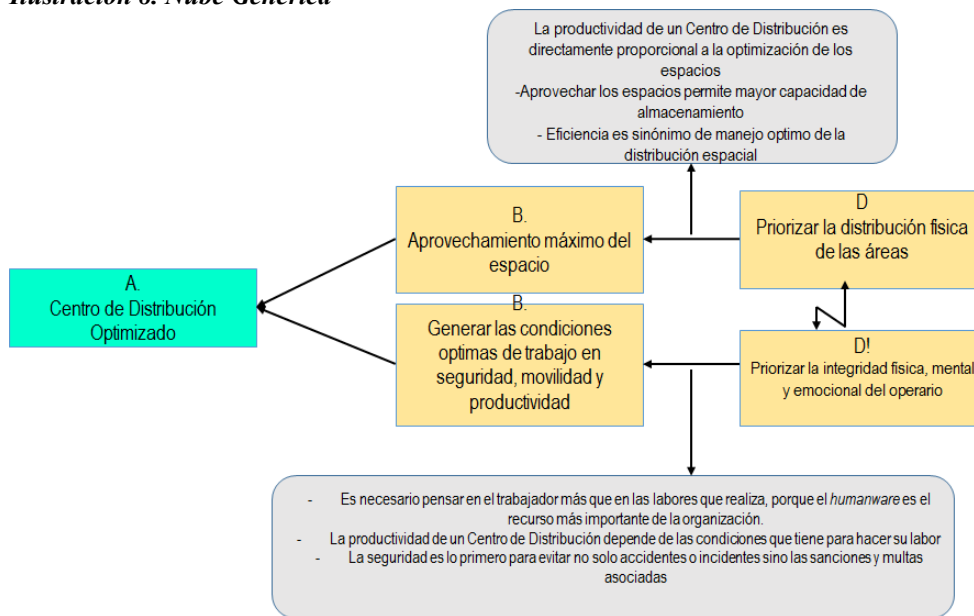 Ilustración 6. Nube Genérica
La productividad de un Centro de Distribución es
directamente proporcional a la optimización de los
espacios
-Aprovechar los espacios permite mayor capacidad de
almacenamiento
- Eficiencia es sinónimo de manejo optimo de la
distribución espacial
B.
Aprovechamiento máximo del
espacio
D
Priorizar la distribución física
de las áreas
A.
Centro de Distribución
Optimizado
B.
Generar las condiciones
optimas de trabajo en
seguridad, movilidad y
productividad
D!
Priorizar la integridad física, mental
y emocional del operario
- Es necesario pensar en el trabajador más que en las labores que realiza, porque el humanware es el
recurso más importante de la organización.
- La productividad de un Centro de Distribución depende de las condiciones que tiene para hacer su labor
- La seguridad es lo primero para evitar no solo accidentes o incidentes sino las sanciones y multas
asociadas